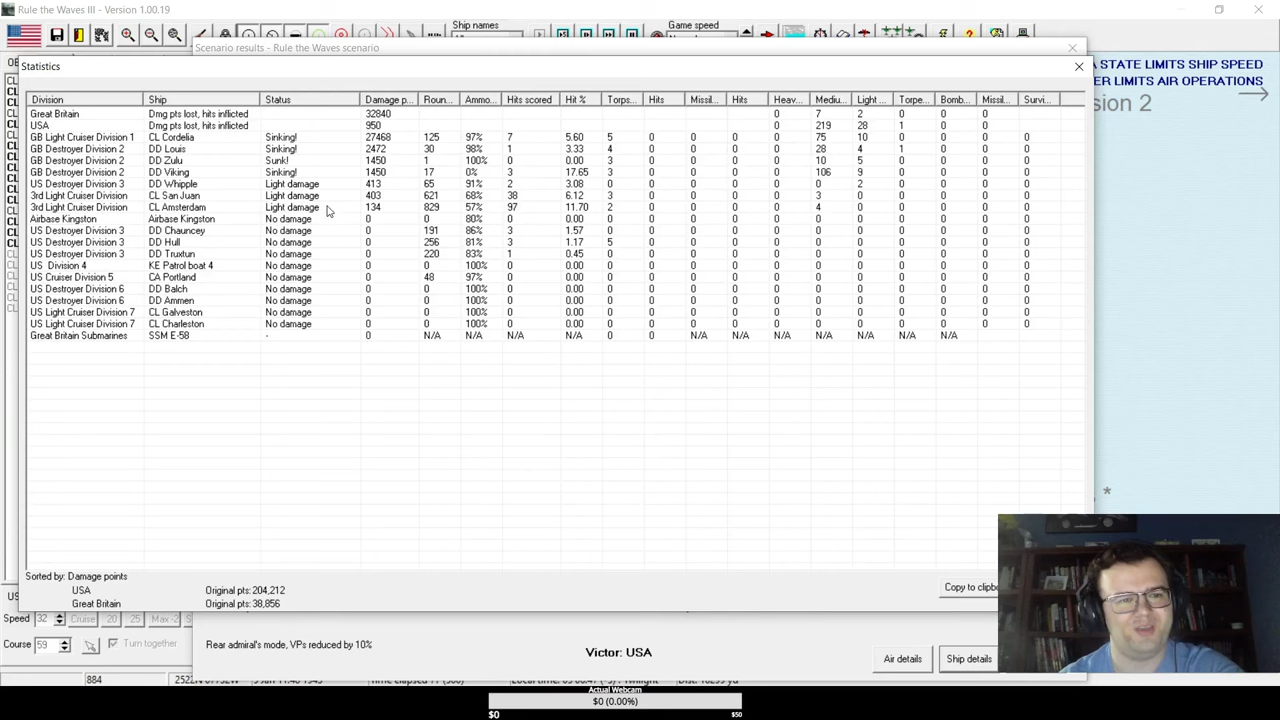 Rule the Waves III - Version 1.00.19
Ship names
Game speed
Scenario results - Rule the Waves scenario
Statistics
A STATE LIMITS SHIP SPEED
ER LIMITS AIR OPERATIONS
sion 2
Division Ship Status Damage p... Roun... Ammo... Hits scored Hit % Torps... Hits Missil... Hits Heav... Mediu... Light ... Torpe... Bomb... Missil... Survi...
Great Britain Dmg pts lost, hits inflicted 32840 0 7 2 0 0 0
USA Dmg pts lost, hits inflicted 950 0 219 28 1 0 0
GB Light Cruiser Division 1 CL Cordelia Sinking! 27468 125 97% 7 5.60 5 0 0 0 0 75 10 0 0 0 0
GB Destroyer Division 2 DD Louis Sinking! 2472 30 98% 1 3.33 4 0 0 0 0 28 4 1 0 0 0
GB Destroyer Division 2 DD Zulu Sunk! 1450 1 100% 0 0.00 3 0 0 0 0 10 5 0 0 0 0
GB Destroyer Division 2 DD Viking Sinking! 1450 17 0% 3 17.65 3 0 0 0 0 106 9 0 0 0 0
US Destroyer Division 3 DD Whipple Light damage 413 65 91% 2 3.08 0 0 0 0 0 0 2 0 0 0 0
3rd Light Cruiser Division CL San Juan Light damage 403 621 68% 38 6.12 3 0 0 0 0 3 0 0 0 0 0
3rd Light Cruiser Division CL Amsterdam Light damage 134 829 57% 97 11.70 2 0 0 0 0 4 0 0 0 0 0
Airbase Kingston Airbase Kingston No damage 0 0 80% 0 0.00 0 0 0 0 0 0 0 0 0 0 0
US Destroyer Division 3 DD Chauncey No damage 0 191 86% 3 1.57 0 0 0 0 0 0 0 0 0 0 0
US Destroyer Division 3 DD Hull No damage 0 256 81% 3 1.17 5 0 0 0 0 0 0 0 0 0 0
US Destroyer Division 3 DD Truxtun No damage 0 220 83% 1 0.45 0 0 0 0 0 0 0 0 0 0 0
US Division 4 KE Patrol boat 4 No damage 0 0 100% 0 0.00 0 0 0 0 0 0 0 0 0 0 0
US Cruiser Division 5 CA Portland No damage 0 48 97% 0 0.00 0 0 0 0 0 0 0 0 0 0 0
US Destroyer Division 6 DD Balch No damage 0 0 100% 0 0.00 0 0 0 0 0 0 0 0 0 0 0
US Destroyer Division 6 DD Ammen No damage 0 0 100% 0 0.00 0 0 0 0 0 0 0 0 0 0 0
US Light Cruiser Division 7 CL Galveston No damage 0 0 100% 0 0.00 0 0 0 0 0 0 0 0 0 0 0
US Light Cruiser Division 7 CL Charleston No damage 0 0 100% 0 0.00 0 0 0 0 0 0 0 0 0 0 0
Great Britain Submarines SSM E-58 - 0 N/A N/A N/A N/A 0 0 N/A N/A N/A N/A N/A N/A N/A
Sorted by: Damage points
USA Original pts: 204,212
Great Britain Original pts: 38,856
Copy to clipbo
Speed 32 Cruise 20 25 Max -2
Course 59 Turn together
Rear admiral's mode, VPs reduced by 10%
Victor: USA
Air details Ship details
884
Actual Webcam
$0 (0.00%)
$0 $50